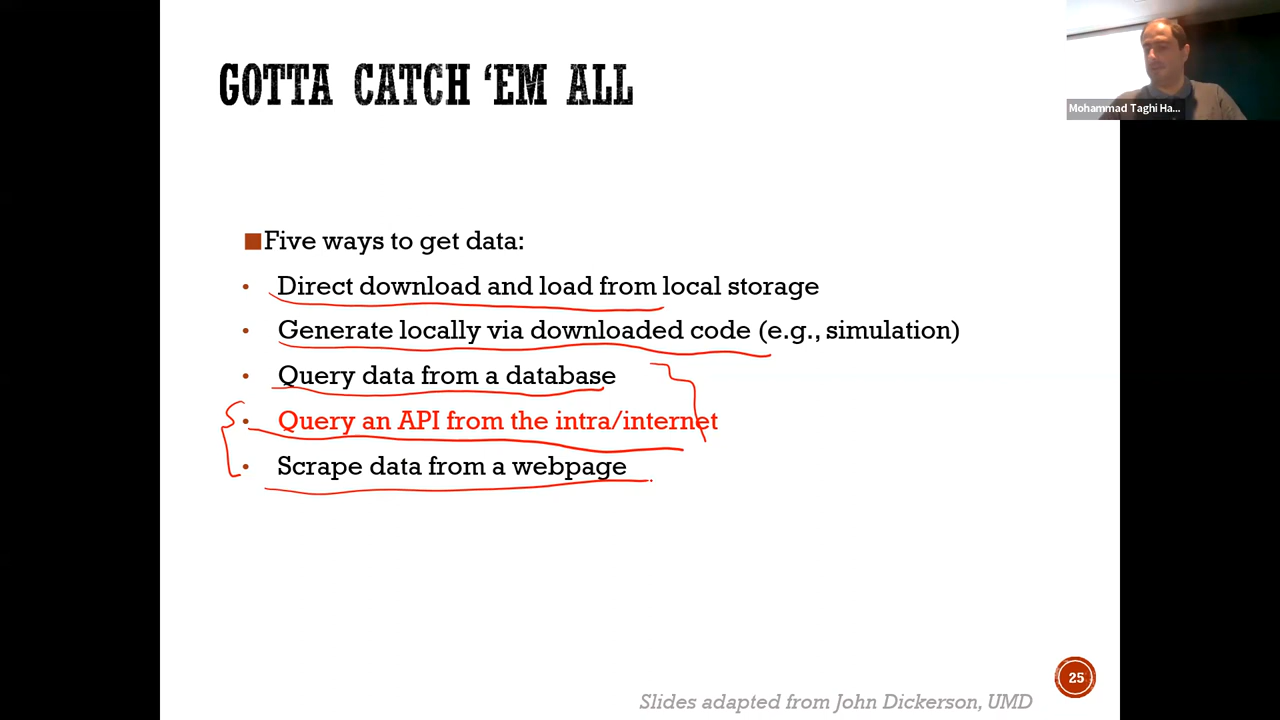 GOTTA CATCH ‘EM ALL
Mohammad Taghi Ha...
Five ways to get data:
• Direct download and load from local storage
• Generate locally via downloaded code (e.g., simulation)
• Query data from a database
• Query an API from the intra/internet
• Scrape data from a webpage
25
Slides adapted from John Dickerson, UMD